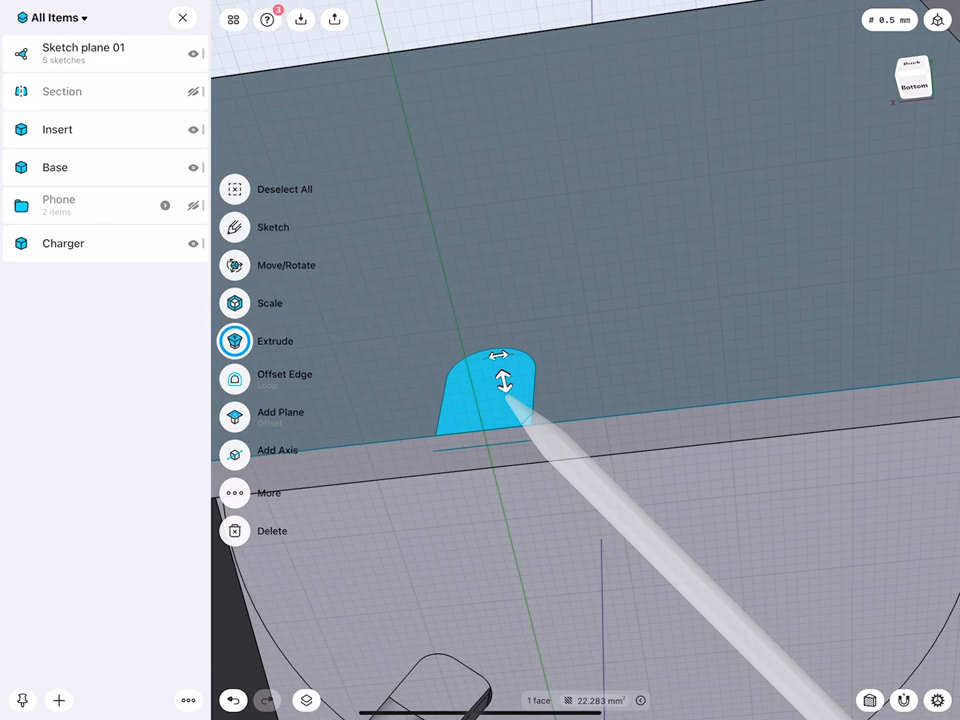 All Items ▾
3
# 0.5 mm
Sketch plane 01
5 sketches
Section
Insert
Base
Phone
2 items
Charger
Back
Bottom
X
Deselect All
Sketch
Move/Rotate
Scale
Extrude
Offset Edge
Loop
Add Plane
Offset
Add Axis
More
Delete
1 face
22.283 mm²